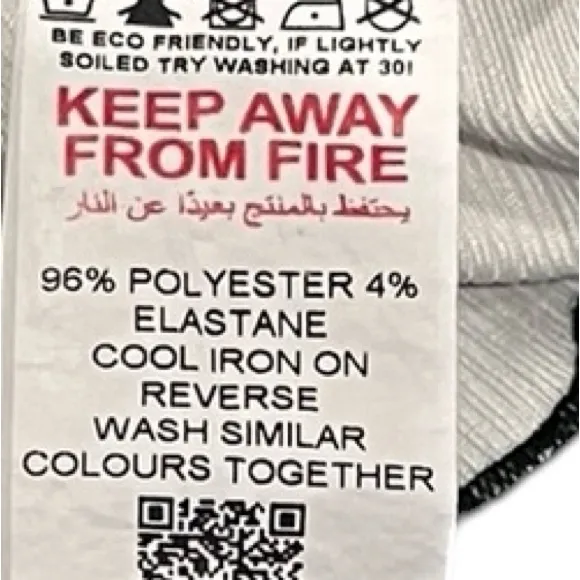 BE ECO FRIENDLY, IF LIGHTLY
SOILED TRY WASHING AT 30!
KEEP AWAY
FROM FIRE
يحتفظ بالمنتج بعيدًا عن النار
96% POLYESTER 4%
ELASTANE
COOL IRON ON
REVERSE
WASH SIMILAR
COLOURS TOGETHER